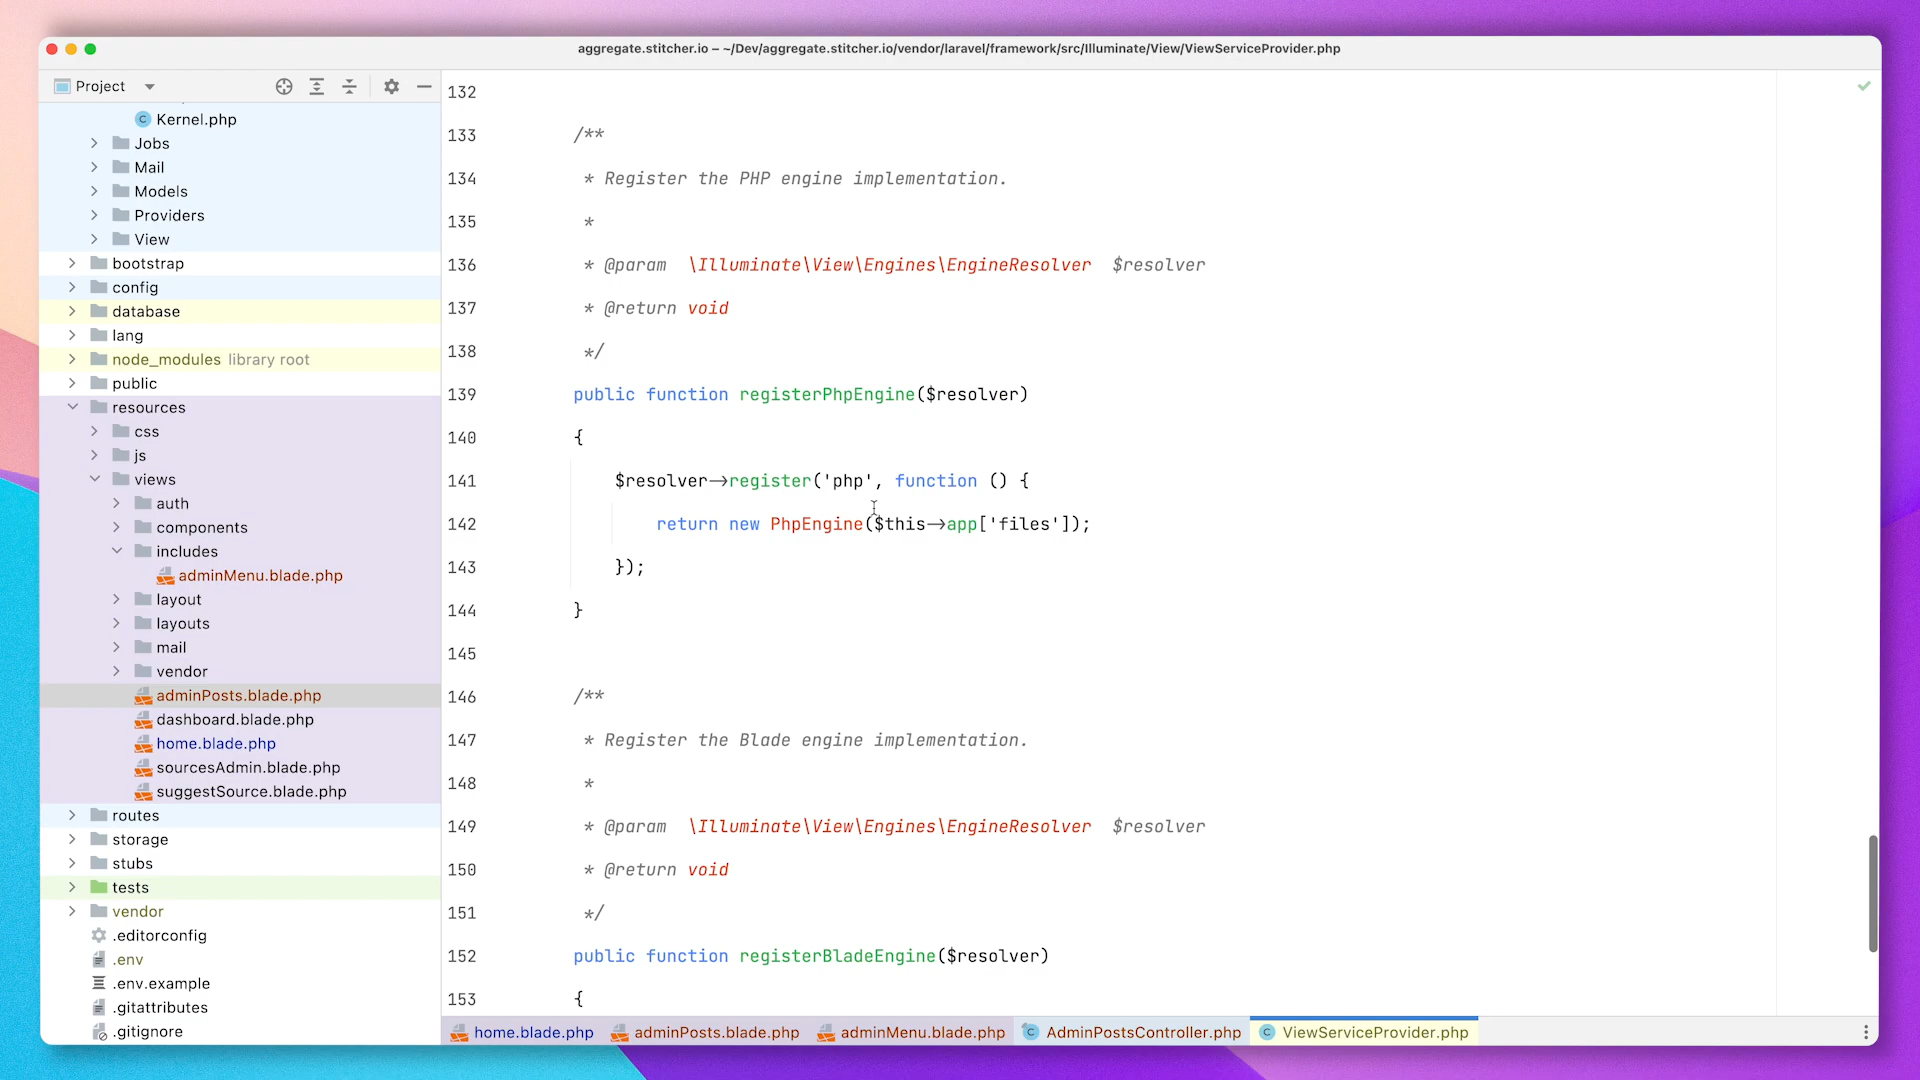 aggregate.stitcher.io – ~/Dev/aggregate.stitcher.io/vendor/laravel/framework/src/Illuminate/View/ViewServiceProvider.php
Project
Kernel.php
Jobs
Mail
Models
Providers
View
bootstrap
config
database
lang
node_modules library root
public
resources
css
js
views
auth
components
includes
adminMenu.blade.php
layout
layouts
mail
vendor
adminPosts.blade.php
dashboard.blade.php
home.blade.php
sourcesAdmin.blade.php
suggestSource.blade.php
routes
storage
stubs
tests
vendor
.editorconfig
.env
.env.example
.gitattributes
.gitignore
132
133 /**
134 * Register the PHP engine implementation.
135 *
136 * @param \Illuminate\View\Engines\EngineResolver $resolver
137 * @return void
138 */
139 public function registerPhpEngine($resolver)
140 {
141 $resolver->register('php', function () {
142 return new PhpEngine($this->app['files']);
143 });
144 }
145
146 /**
147 * Register the Blade engine implementation.
148 *
149 * @param \Illuminate\View\Engines\EngineResolver $resolver
150 * @return void
151 */
152 public function registerBladeEngine($resolver)
153 {
home.blade.php adminPosts.blade.php adminMenu.blade.php AdminPostsController.php ViewServiceProvider.php